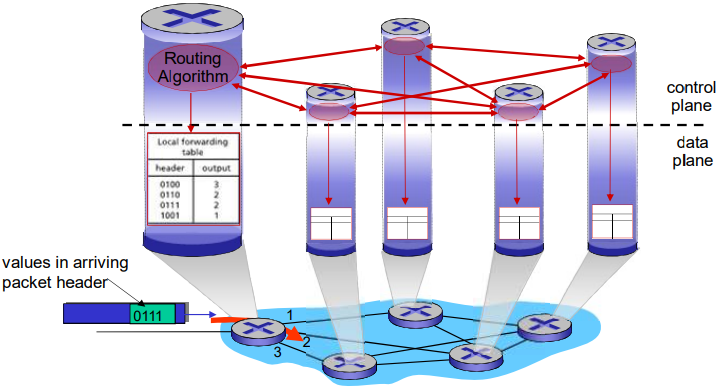 Routing
Algorithm
control
plane
data
plane
Local forwarding
table
header output
0100 3
0110 2
0111 2
1001 1
values in arriving
packet header
0111
1
2
3